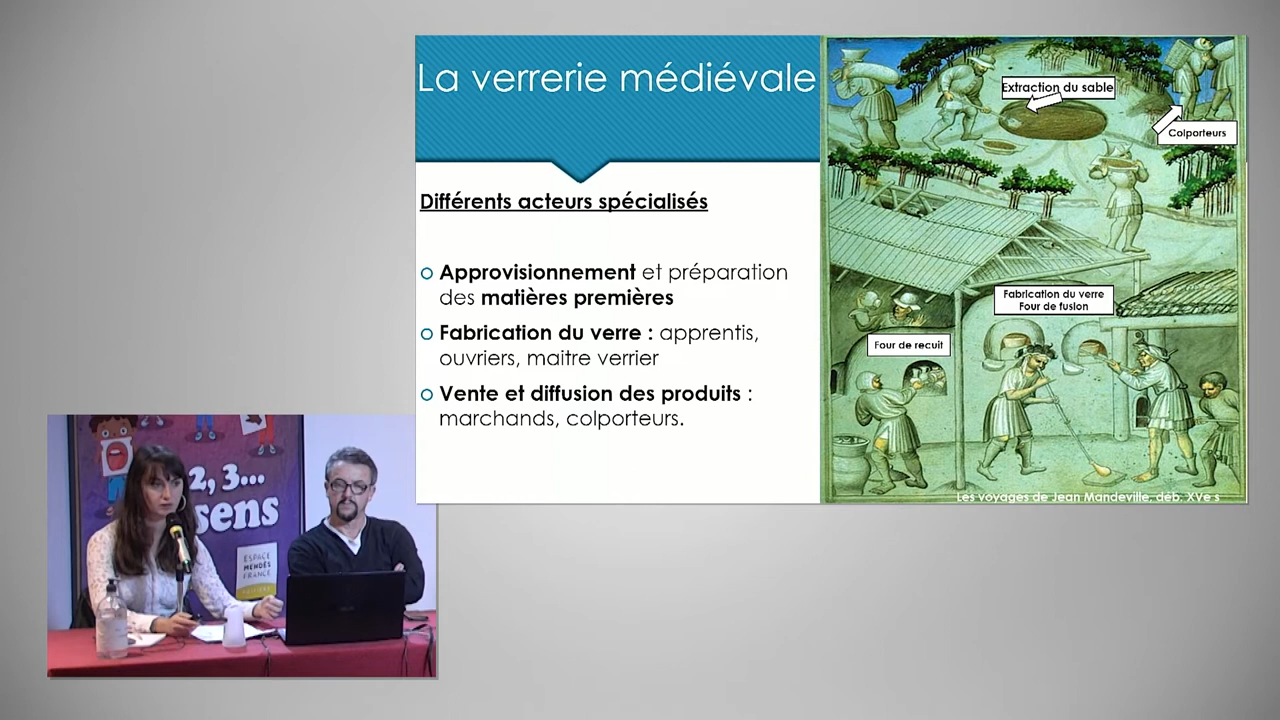 La verrerie médiévale
Différents acteurs spécialisés
Approvisionnement et préparation
des matières premières
Fabrication du verre : apprentis,
ouvriers, maitre verrier
Vente et diffusion des produits :
marchands, colporteurs.
Extraction du sable
Colporteurs
Fabrication du verre
Four de fusion
Four de recuit
Les voyages de Jean Mandeville, déb. XVe s
2, 3...
sens
ESPACE
MENDÈS
FRANCE